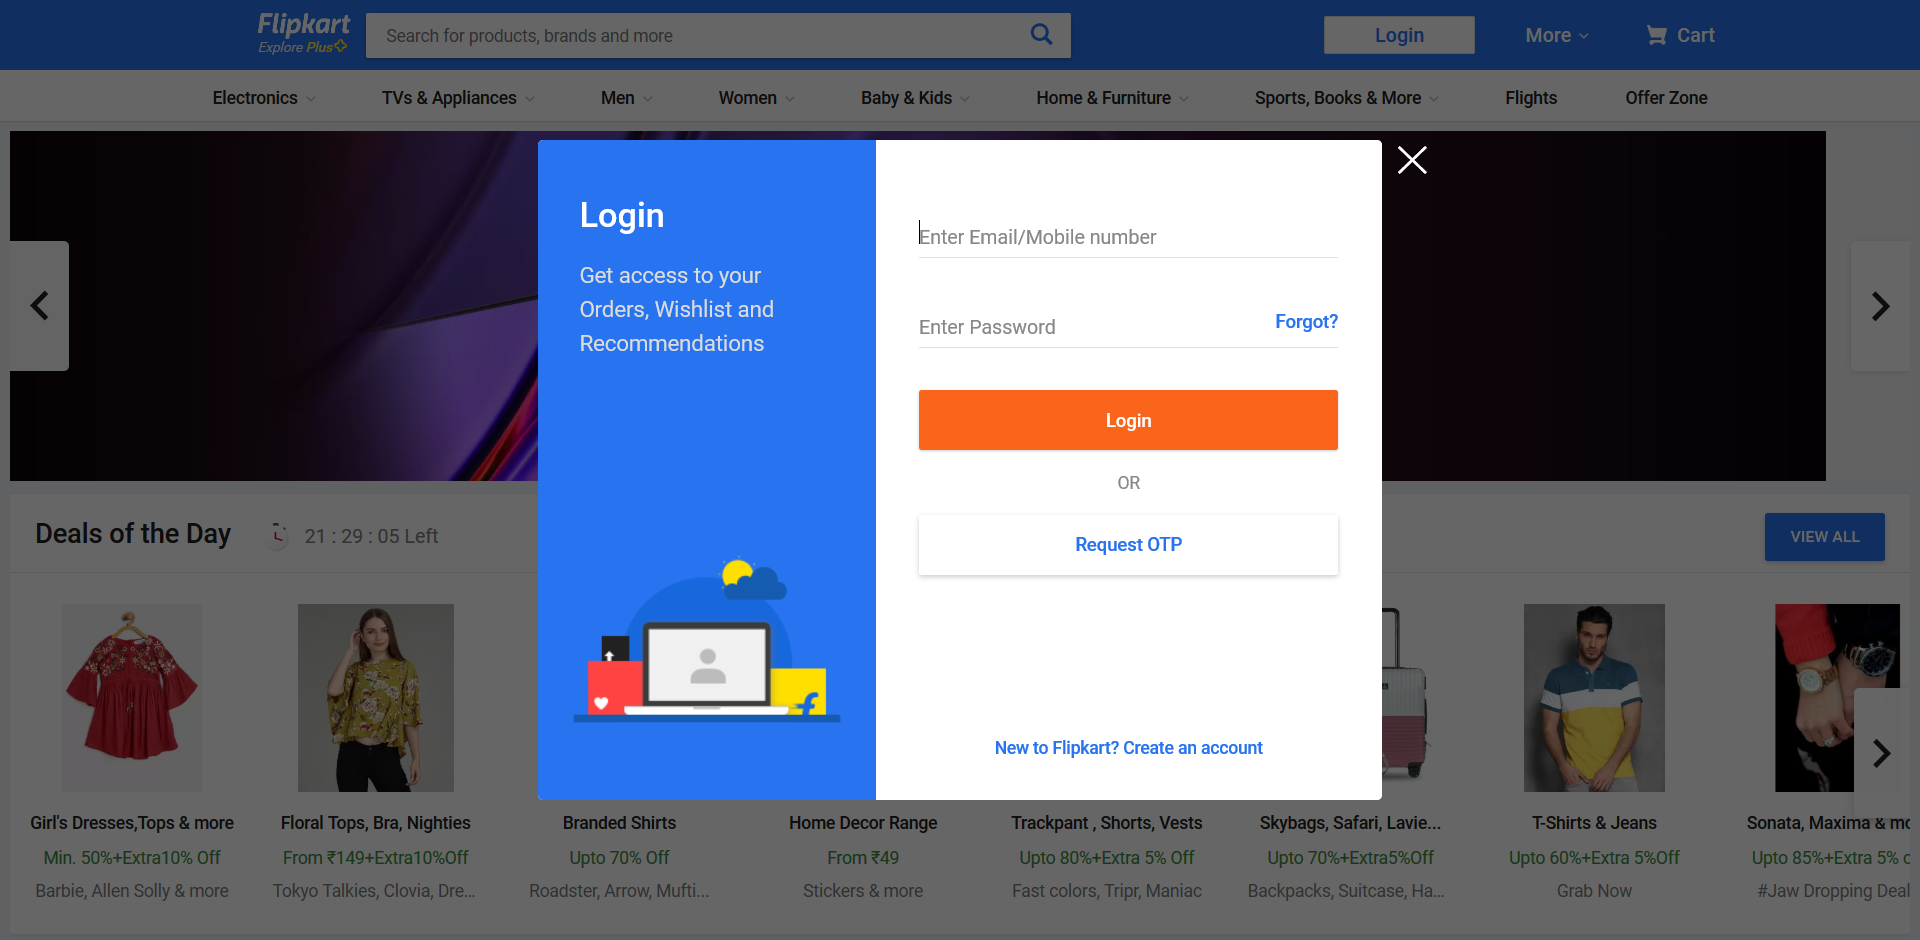 Flipkart
Explore Plus
Search for products, brands and more
Login
More
Cart
Electronics
TVs & Appliances
Men
Women
Baby & Kids
Home & Furniture
Sports, Books & More
Flights
Offer Zone
Login
Get access to your
Orders, Wishlist and
Recommendations
Enter Email/Mobile number
Enter Password
Forgot?
Login
OR
Request OTP
New to Flipkart? Create an account
Deals of the Day
21 : 29 : 05 Left
VIEW ALL
Girl's Dresses,Tops & more
Min. 50%+Extra10% Off
Barbie, Allen Solly & more
Floral Tops, Bra, Nighties
From ₹149+Extra10%Off
Tokyo Talkies, Clovia, Dre...
Branded Shirts
Upto 70% Off
Roadster, Arrow, Mufti...
Home Decor Range
From ₹49
Stickers & more
Trackpant , Shorts, Vests
Upto 80%+Extra 5% Off
Fast colors, Tripr, Maniac
Skybags, Safari, Lavie...
Upto 70%+Extra5%Off
Backpacks, Suitcase, Ha...
T-Shirts & Jeans
Upto 60%+Extra 5%Off
Grab Now
Sonata, Maxima & mo
Upto 85%+Extra 5% o
#Jaw Dropping Deal